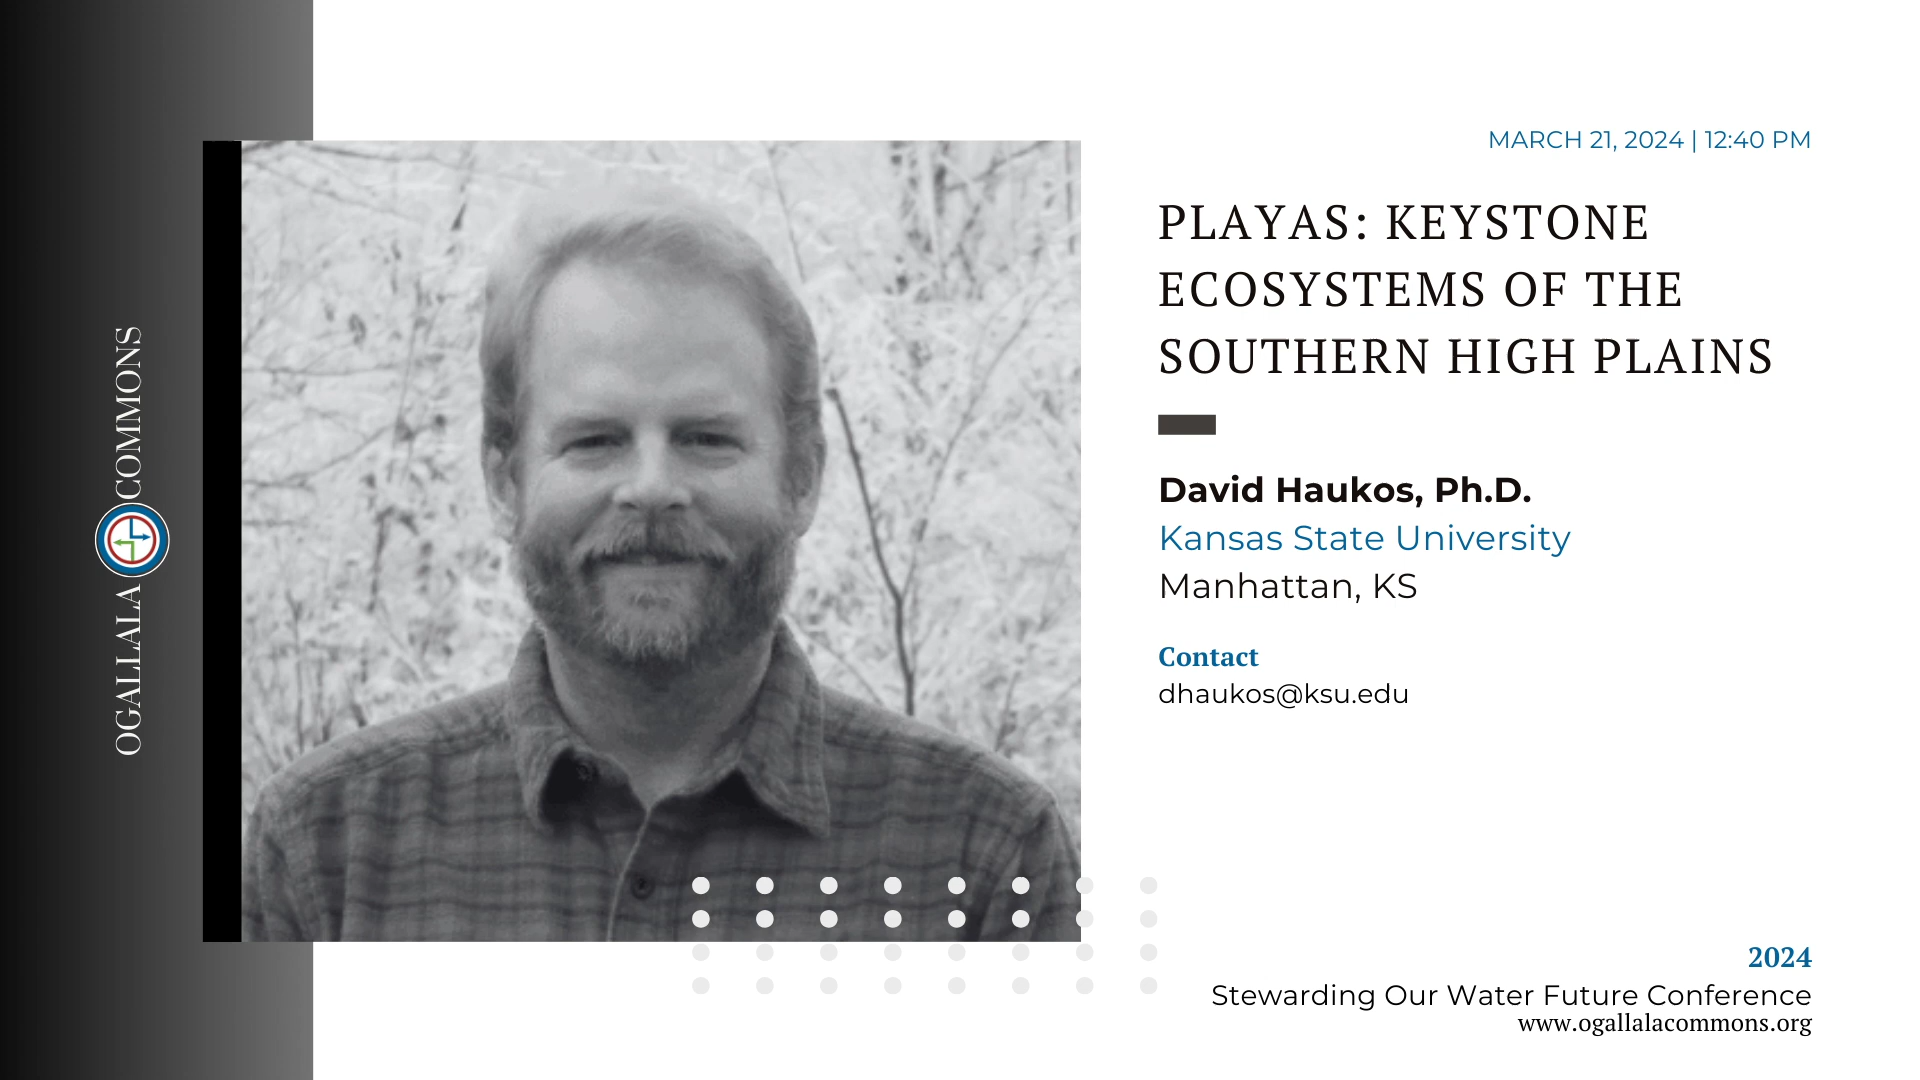 OGALLALA COMMONS
MARCH 21, 2024 | 12:40 PM
PLAYAS: KEYSTONE
ECOSYSTEMS OF THE
SOUTHERN HIGH PLAINS
David Haukos, Ph.D.
Kansas State University
Manhattan, KS
Contact
dhaukos@ksu.edu
2024
Stewarding Our Water Future Conference
www.ogallalacommons.org